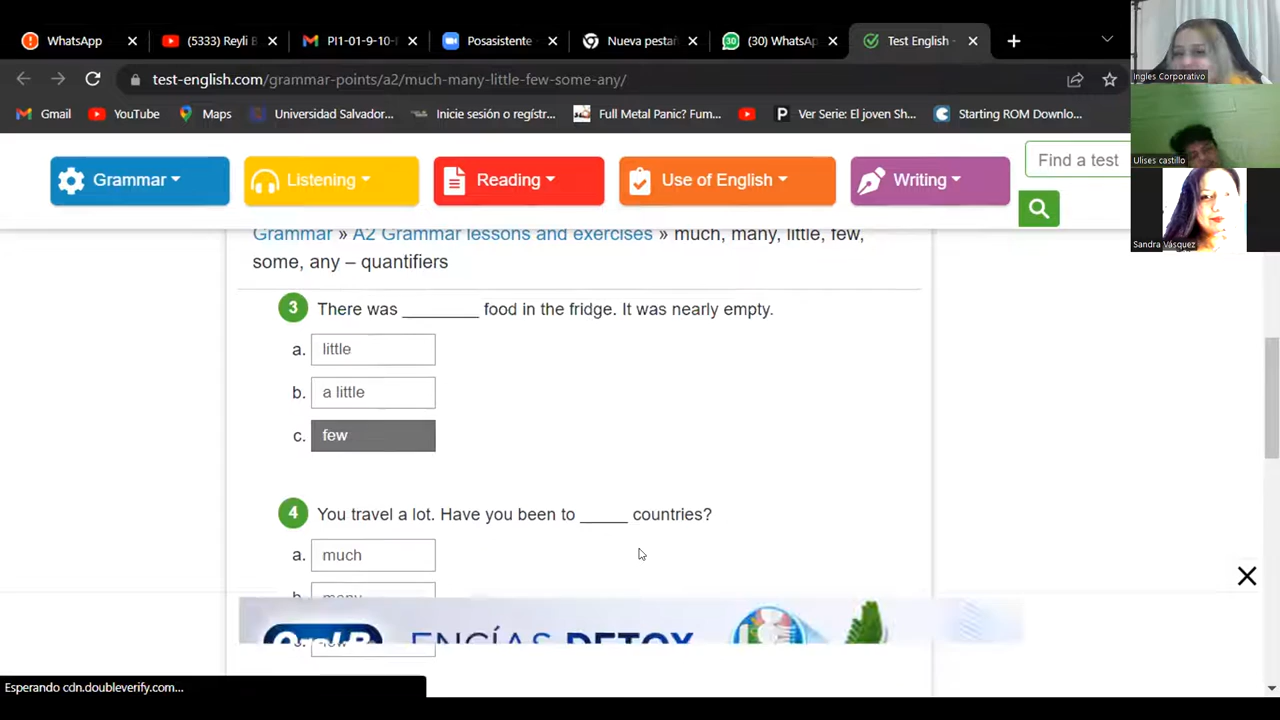 WhatsApp
(5333) Reyli B
PI1-01-9-10-
Posasistente -
Nueva pestañ
(30) WhatsAp
Test English -
test-english.com/grammar-points/a2/much-many-little-few-some-any/
Gmail
YouTube
Maps
Universidad Salvador...
Inicie sesión o regístr...
Full Metal Panic? Fum...
Ver Serie: El joven Sh...
Starting ROM Downlo...
Ingles Corporativo
Ulises castillo
Sandra Vásquez
Grammar
Listening
Reading
Use of English
Writing
Find a test
Grammar » A2 Grammar lessons and exercises » much, many, little, few,
some, any – quantifiers
3 There was ________ food in the fridge. It was nearly empty.
a. little
b. a little
c. few
4 You travel a lot. Have you been to _____ countries?
a. much
b. many
Oral-B ENCÍAS DETOX
Esperando cdn.doubleverify.com...